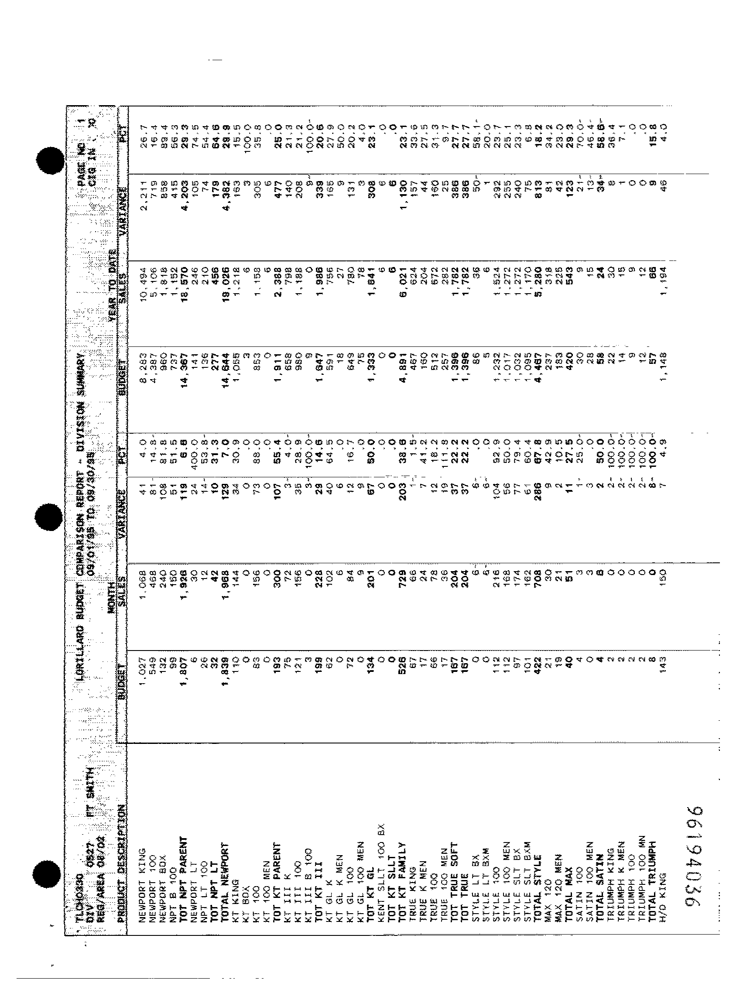 TLCH0330 LORILLARD BUDGET COMPARISON REPORT - DIVISION SUMMARY PAGE NO 1
DIV 0527 FT SMITH 09/01/95 TO 09/30/95 CIG IN
REG/AREA 08/02
MONTH YEAR TO DATE
PRODUCT DESCRIPTION BUDGET SALES VARIANCE PCT BUDGET SALES VARIANCE PCT
NEWPORT KING 1,027 1,068 41 4.0 8,283 10,494 2,211 26.7
NEWPORT 100 549 468 81- 14.8- 4,387 5,106 719 16.4
NEWPORT BOX 132 240 108 81.8 960 1,818 858 89.4
NPT B 100 99 150 51 51.5 737 1,152 415 56.3
TOT NPT PARENT 1,807 1,926 119 6.6 14,367 18,570 4,203 29.3
NEWPORT LT 6 30 24 400.0 141 246 105 74.5
NPT LT 100 26 12 14- 53.8- 136 210 74 54.4
TOT NPT LT 32 42 10 31.3 277 456 179 64.6
TOTAL NEWPORT 1,839 1,968 129 7.0 14,644 19,026 4,382 29.9
KT KING 110 144 34 30.9 1,055 1,218 163 15.5
KT BOX 0 0 0 .0 3 6 3 100.0
KT 100 83 156 73 88.0 853 1,158 305 35.8
KT 100 MEN 0 0 0 .0 0 6 6 .0
TOT KT PARENT 193 300 107 55.4 1,911 2,388 477 25.0
KT III K 75 72 3- 4.0- 658 798 140 21.3
KT III 100 121 156 35 28.9 980 1,188 208 21.2
KT III B 100 3 0 3- 100.0- 9 0 9- 100.0-
TOT KT III 199 228 29 14.6 1,647 1,986 339 20.6
KT GL K 62 102 40 64.5 591 756 165 27.9
KT GL K MEN 0 6 6 .0 18 27 9 50.0
KT GL 100 72 84 12 16.7 649 780 131 20.2
KT GL 100 MEN 0 9 9 .0 75 78 3 4.0
TOT KT GL 134 201 67 50.0 1,333 1,641 308 23.1
KENT SLLT 100 BX 0 0 0 .0 0 6 6 .0
TOT KT SLLT 0 0 0 .0 0 6 6 .0
TOT KT FAMILY 526 729 203 38.6 4,891 6,021 1,130 23.1
TRUE KING 67 66 1- 1.5- 467 624 157 33.6
TRUE K MEN 17 24 7 41.2 160 204 44 27.5
TRUE 100 66 78 12 18.2 512 672 160 31.3
TRUE 100 MEN 17 36 19 111.8 257 282 25 9.7
TOT TRUE SOFT 167 204 37 22.2 1,396 1,782 386 27.7
TOT TRUE 167 204 37 22.2 1,396 1,782 386 27.7
STYLE LT BX 0 6- 6- .0 86 36 50- 58.1-
STYLE LT BXM 0 6- 6- .0 5 6 1 20.0
STYLE 100 112 216 104 92.9 1,232 1,524 292 23.7
STYLE 100 MEN 112 168 56 50.0 1,017 1,272 255 25.1
STYLE SLT BX 97 174 77 79.4 1,032 1,272 240 23.3
STYLE SLT BXM 101 162 61 60.4 1,095 1,170 75 6.8
TOTAL STYLE 422 708 286 67.8 4,467 5,280 813 18.2
MAX 120 21 30 9 42.9 237 318 81 34.2
MAX 120 MEN 19 21 2 10.5 183 225 42 23.0
TOTAL MAX 40 51 11 27.5 420 543 123 29.3
SATIN 100 4 3 1- 25.0- 30 9 21- 70.0-
SATIN 100 MEN 0 3 3 .0 28 15 13- 46.4-
TOTAL SATIN 4 6 2 50.0 58 24 34- 58.6-
TRIUMPH KING 2 0 2- 100.0- 22 30 8 36.4
TRIUMPH K MEN 2 0 2- 100.0- 14 15 1 7.1
TRIUMPH 100 2 0 2- 100.0- 9 9 0 .0
TRIUMPH 100 MN 2 0 2- 100.0- 12 12 0 .0
TOTAL TRIUMPH 8 0 8- 100.0- 57 66 9 15.8
H/D KING 143 150 7 4.9 1,148 1,194 46 4.0
96194036